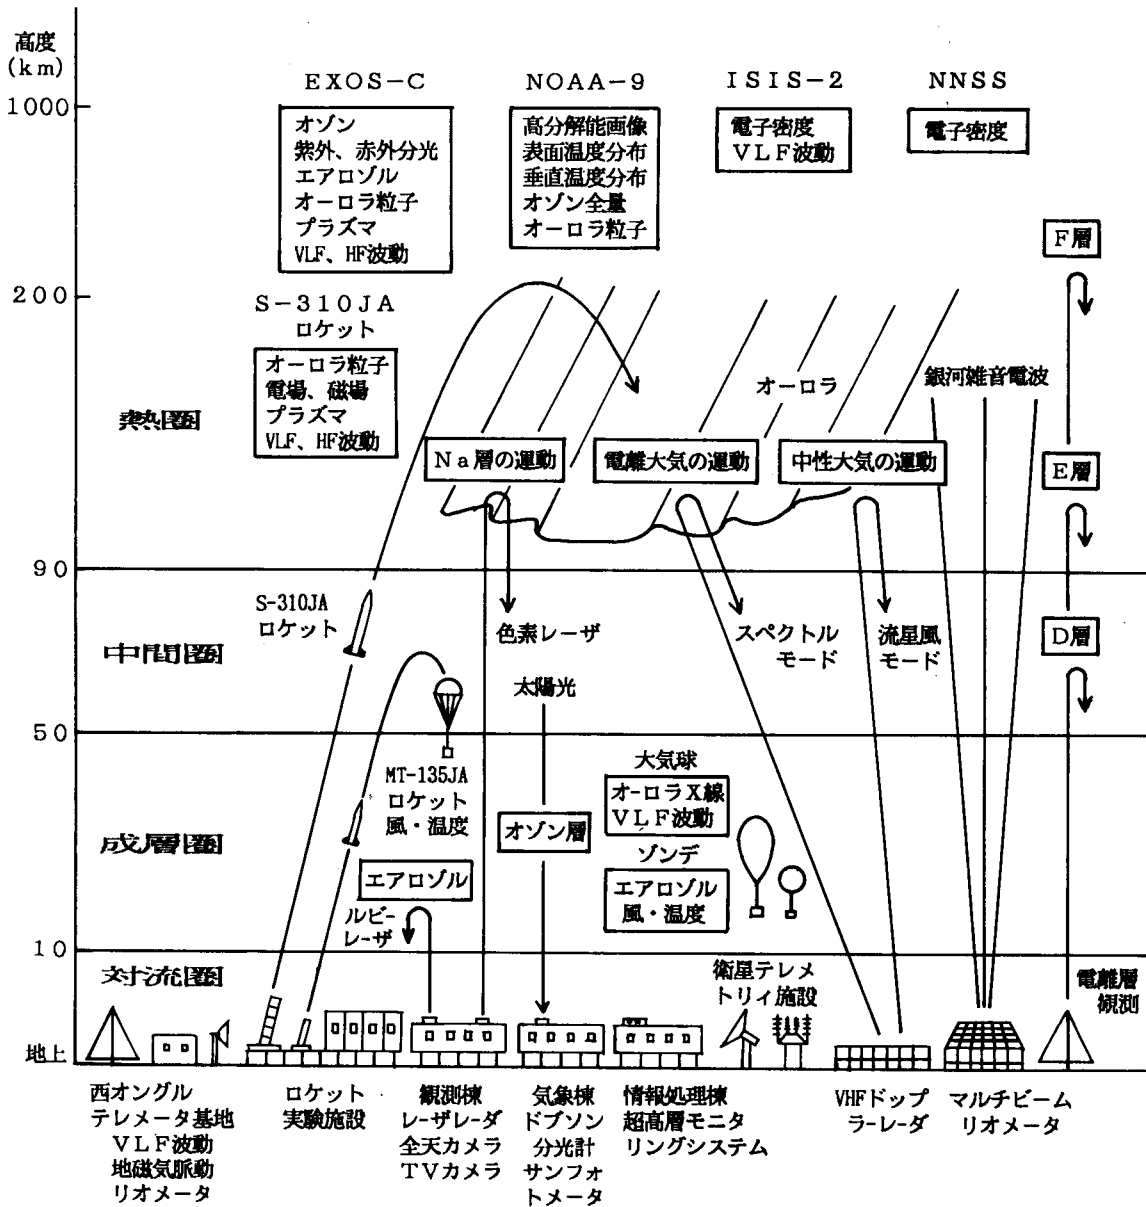 高度
(km)
1000
200
90
50
10
地上
熱圏
中間圏
成層圏
対流圏
EXOS-C
オゾン
紫外、赤外分光
エアロゾル
オーロラ粒子
プラズマ
VLF、HF波動
NOAA-9
高分解能画像
表面温度分布
垂直温度分布
オゾン全量
オーロラ粒子
ISIS-2
電子密度
VLF波動
NNSS
電子密度
S-310JA
ロケット
オーロラ粒子
電場、磁場
プラズマ
VLF、HF波動
オーロラ
銀河雑音電波
F層
E層
D層
Na層の運動
電離大気の運動
中性大気の運動
S-310JA
ロケット
色素レーザ
スペクトル
モード
流星風
モード
太陽光
MT-135JA
ロケット
風・温度
オゾン層
大気球
オーロラX線
VLF波動
ゾンデ
エアロゾル
風・温度
エアロゾル
ルビー
レーザ
衛星テレメ
トリィ施設
電離層
観測
西オングル
テレメータ基地
VLF波動
地磁気脈動
リオメータ
ロケット
実験施設
観測棟
レーザレーダ
全天カメラ
TVカメラ
気象棟
ドブソン
分光計
サンフォ
トメータ
情報処理棟
超高層モニタ
リングシステム
VHFドップ
ラーレーダ
マルチビーム
リオメータ